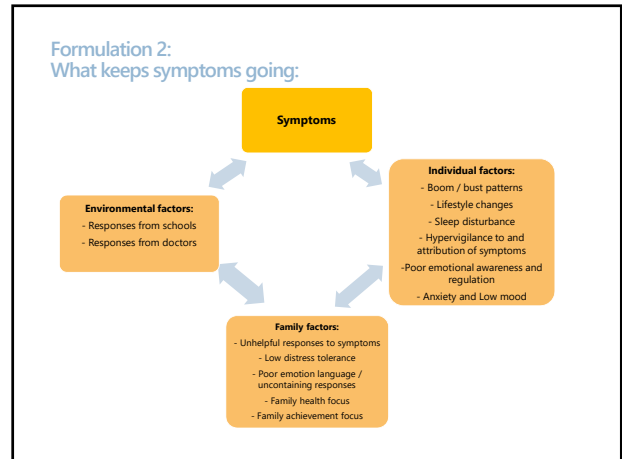 Formulation 2:
What keeps symptoms going:
Symptoms
Individual factors:
- Boom / bust patterns
- Lifestyle changes
- Sleep disturbance
- Hypervigilance to and
attribution of symptoms
-Poor emotional awareness and
regulation
- Anxiety and Low mood
Environmental factors:
- Responses from schools
- Responses from doctors
Family factors:
- Unhelpful responses to symptoms
- Low distress tolerance
- Poor emotion language /
uncontaining responses
- Family health focus
- Family achievement focus